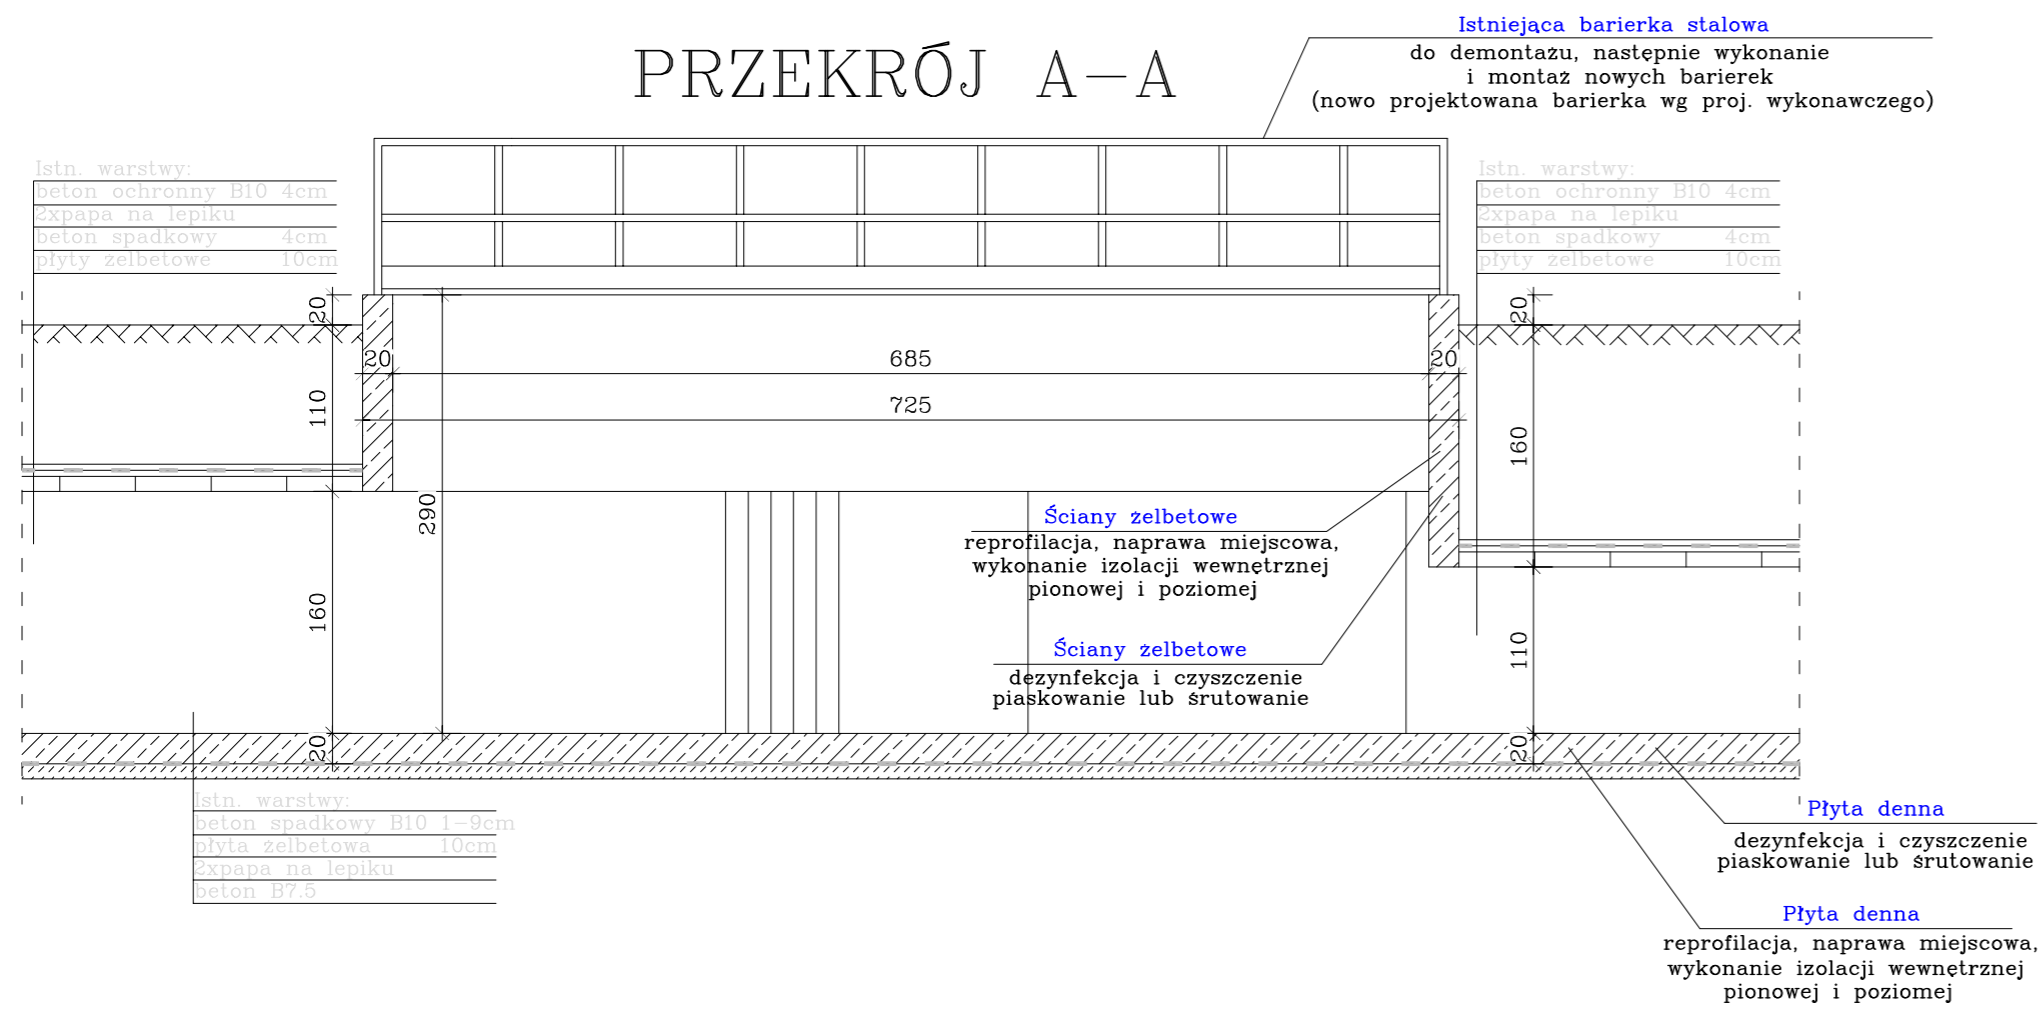 PRZEKRÓJ A-A
Istniejąca barierka stalowa
do demontażu, następnie wykonanie
i montaż nowych barierek
(nowo projektowana barierka wg proj. wykonawczego)
Istn. warstwy:
beton ochronny B10 4cm
2xpapa na lepiku
beton spadkowy 4cm
płyty żelbetowe 10cm
Istn. warstwy:
beton ochronny B10 4cm
2xpapa na lepiku
beton spadkowy 4cm
płyty żelbetowe 10cm
20
110
160
20
290
20
685
20
725
20
160
110
20
Ściany żelbetowe
reprofilacja, naprawa miejscowa,
wykonanie izolacji wewnętrznej
pionowej i poziomej
Ściany żelbetowe
dezynfekcja i czyszczenie
piaskowanie lub śrutowanie
Istn. warstwy:
beton spadkowy B10 1-9cm
płyta żelbetowa 10cm
2xpapa na lepiku
beton B7.5
Płyta denna
dezynfekcja i czyszczenie
piaskowanie lub śrutowanie
Płyta denna
reprofilacja, naprawa miejscowa,
wykonanie izolacji wewnętrznej
pionowej i poziomej